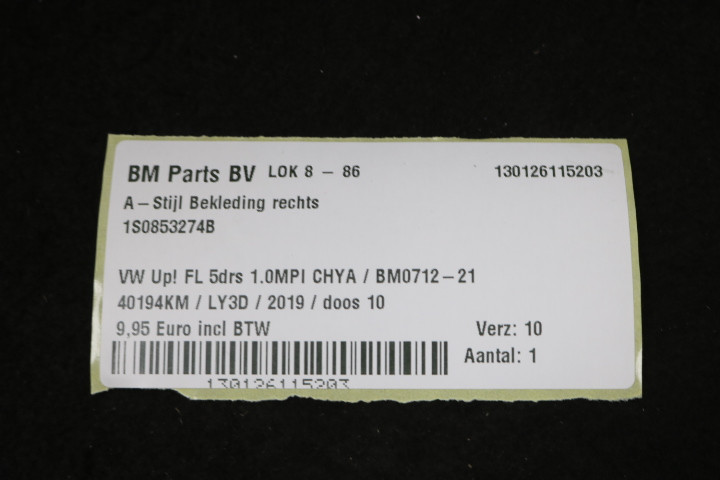 BM Parts BV LOK 8 - 86 130126115203
A-Stijl Bekleding rechts
1S0853274B
VW Up! FL 5drs 1.0MPI CHYA / BM0712-21
40194KM / LY3D / 2019 / doos 10
9,95 Euro incl BTW Verz: 10
Aantal: 1
130126115203